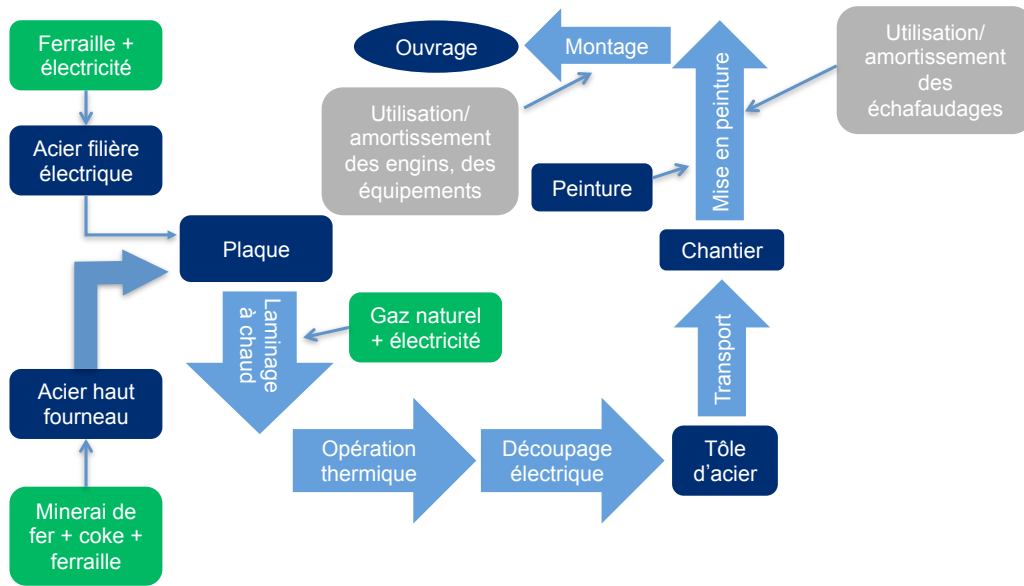 Ferraille +
électricité
Acier filière
électrique
Plaque
Acier haut
fourneau
Minerai de
fer + coke +
ferraille
Laminage
à chaud
Gaz naturel
+ électricité
Opération
thermique
Découpage
électrique
Tôle
d’acier
Transport
Chantier
Peinture
Mise en peinture
Utilisation/
amortissement
des
échafaudages
Montage
Utilisation/
amortissement
des engins, des
équipements
Ouvrage